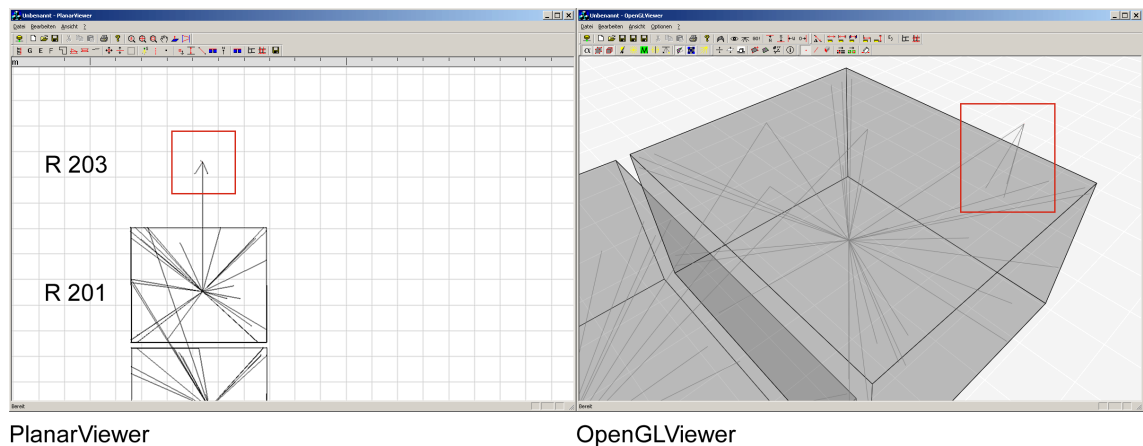 Unbenannt - PlanarViewer
Datei Bearbeiten Ansicht ?
G E F
m
R 203
R 201
Bereit
PlanarViewer
Unbenannt - OpenGLViewer
Datei Bearbeiten Ansicht Optionen ?
M
Bereit
OpenGLViewer